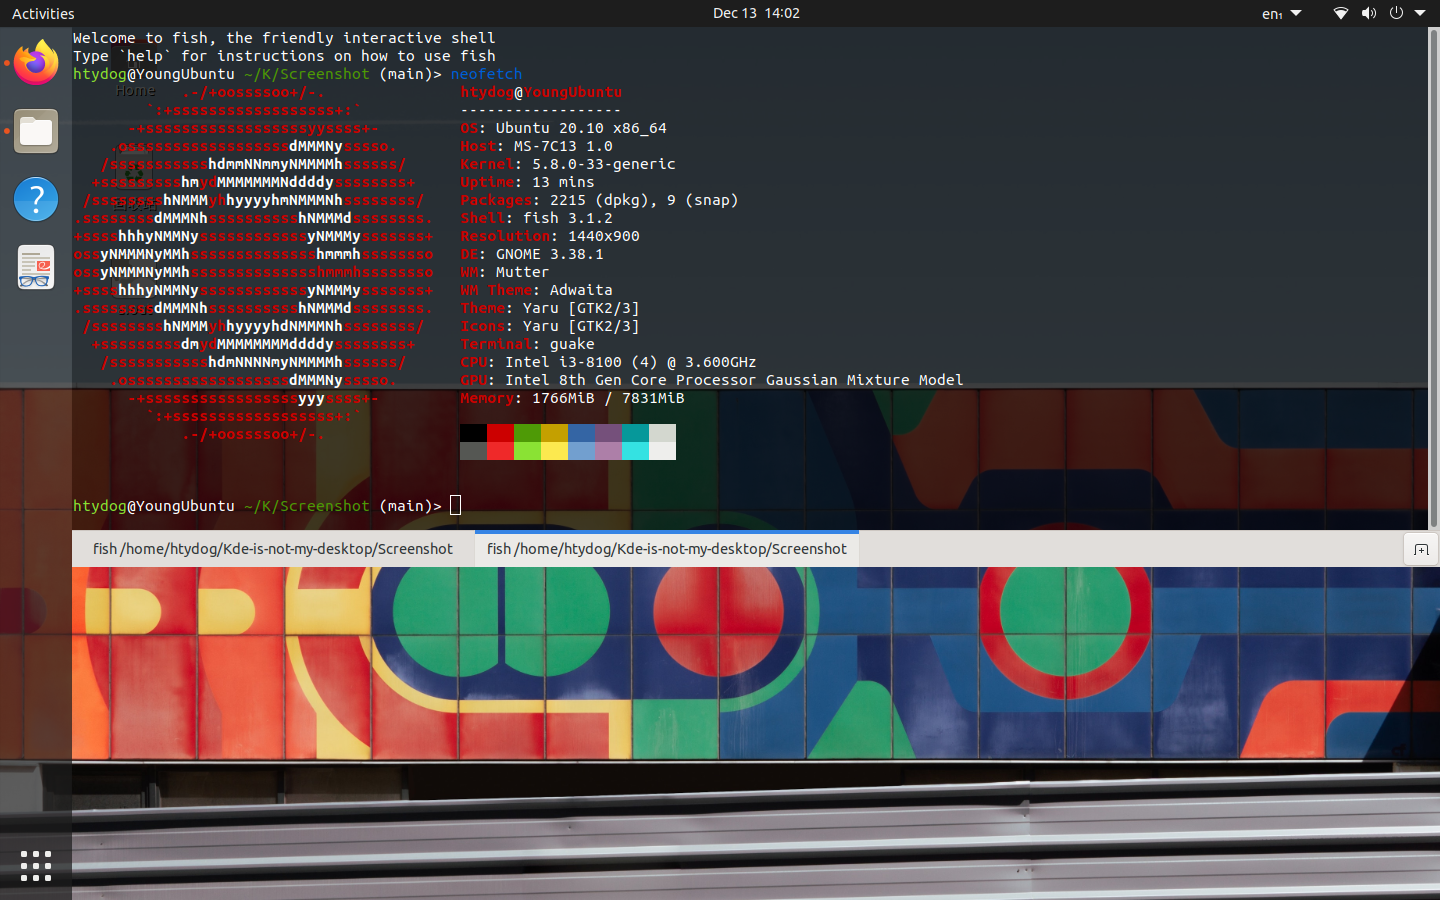 Activities
Dec 13 14:02
en₁
Welcome to fish, the friendly interactive shell
Type `help` for instructions on how to use fish
htydog@YoungUbuntu ~/K/Screenshot (main)> neofetch
Home
.-/+oossssoo+/-. htydog@YoungUbuntu
`:+ssssssssssssssssss+:` ------------------
-+ssssssssssssssssssyyssss+- OS: Ubuntu 20.10 x86_64
.ossssssssssssssssssdMMMNysssso. Host: MS-7C13 1.0
/ssssssssssshdmmNNmmyNMMMMhssssss/ Kernel: 5.8.0-33-generic
+ssssssssshmydMMMMMMMNddddyssssssss+ Uptime: 13 mins
/sssssssshNMMMyhhyyyyhmNMMMNhssssssss/ Packages: 2215 (dpkg), 9 (snap)
.ssssssssdMMMNhsssssssssshNMMMdssssssss. Shell: fish 3.1.2
+sssshhhyNMMNyssssssssssssyNMMMysssssss+ Resolution: 1440x900
ossyNMMMNyMMhsssssssssssssshmmmhssssssso DE: GNOME 3.38.1
ossyNMMMNyMMhsssssssssssssshmmmhssssssso WM: Mutter
+sssshhhyNMMNyssssssssssssyNMMMysssssss+ WM Theme: Adwaita
.ssssssssdMMMNhsssssssssshNMMMdssssssss. Theme: Yaru [GTK2/3]
/sssssssshNMMMyhhyyyyhdNMMMNhssssssss/ Icons: Yaru [GTK2/3]
+sssssssssdmydMMMMMMMMddddyssssssss+ Terminal: guake
/ssssssssssshdmNNNNmyNMMMMhssssss/ CPU: Intel i3-8100 (4) @ 3.600GHz
.ossssssssssssssssssdMMMNysssso. GPU: Intel 8th Gen Core Processor Gaussian Mixture Model
-+sssssssssssssssssyyyssss+- Memory: 1766MiB / 7831MiB
`:+ssssssssssssssssss+:`
.-/+oossssoo+/-.
htydog@YoungUbuntu ~/K/Screenshot (main)>
fish /home/htydog/Kde-is-not-my-desktop/Screenshot
fish /home/htydog/Kde-is-not-my-desktop/Screenshot